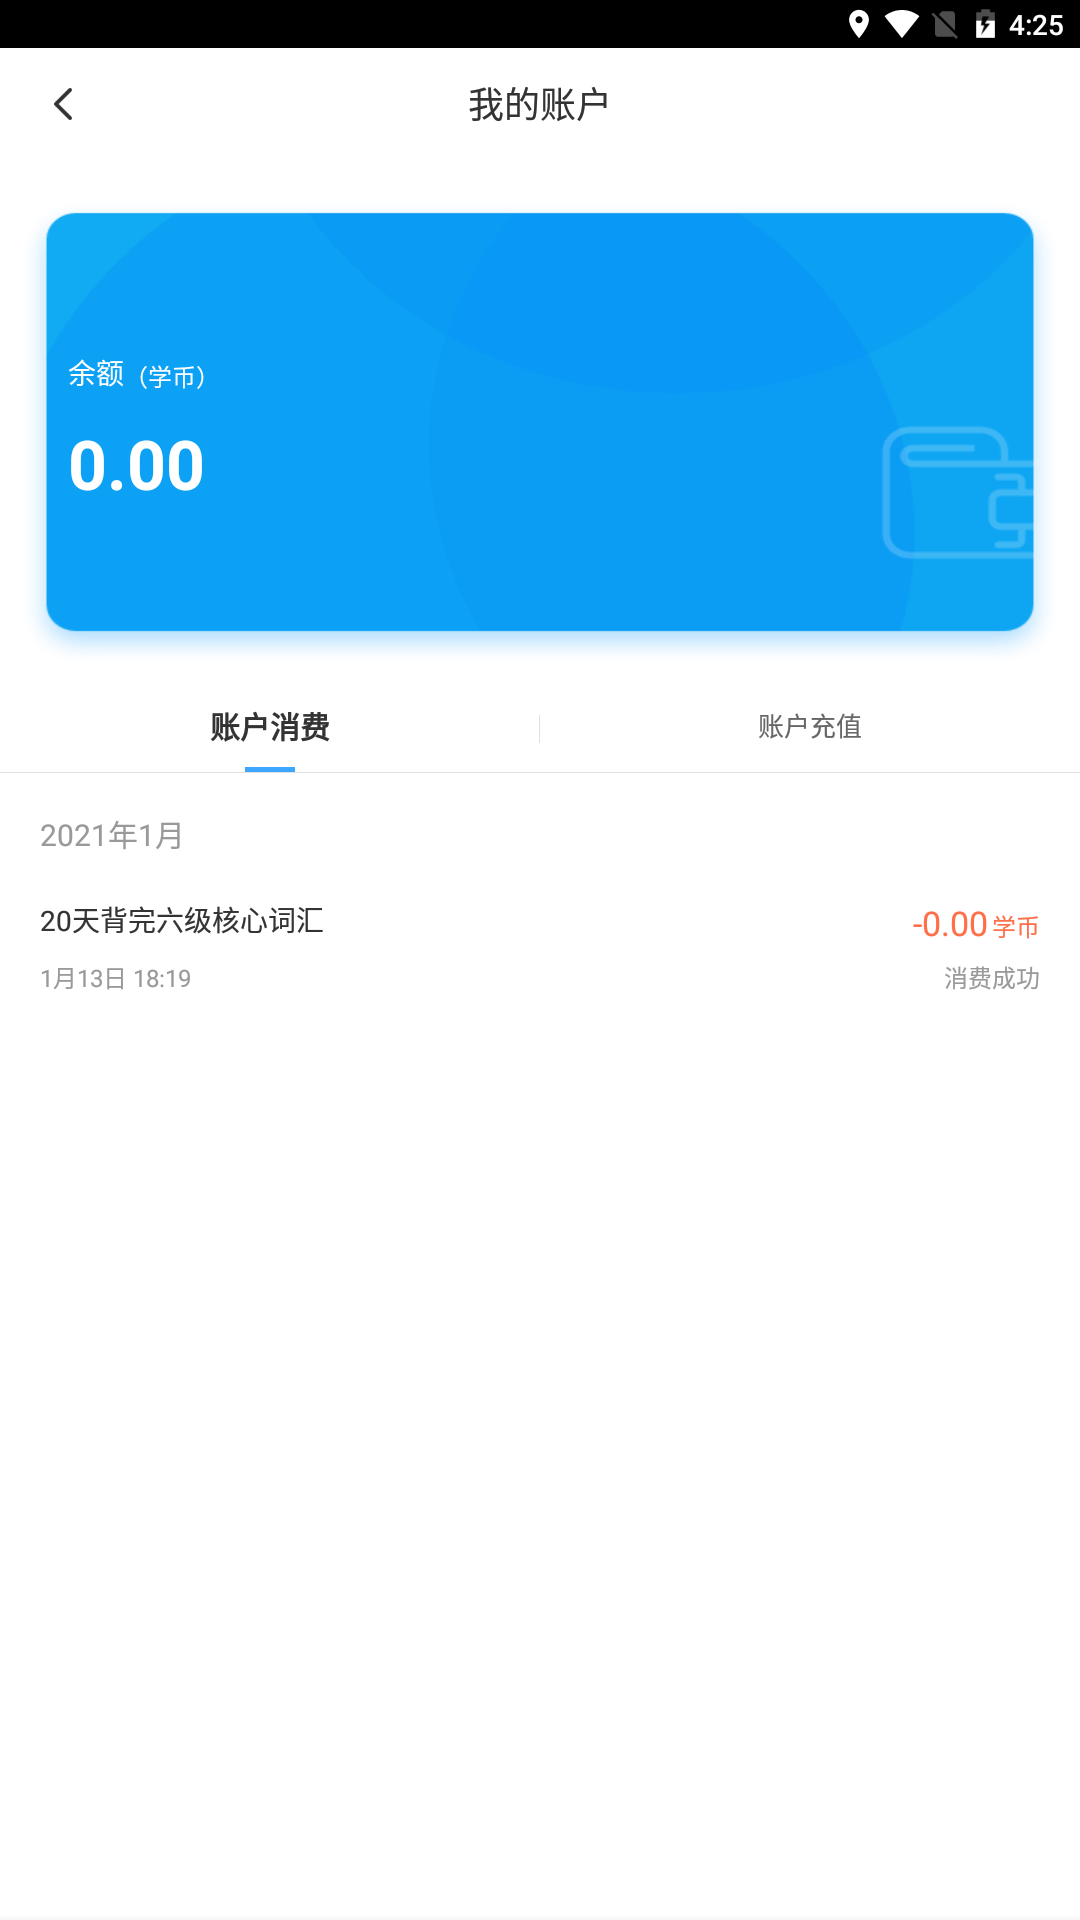 4:25
我的账户
余额（学币）
0.00
账户消费
账户充值
2021年1月
20天背完六级核心词汇
-0.00 学币
1月13日 18:19
消费成功